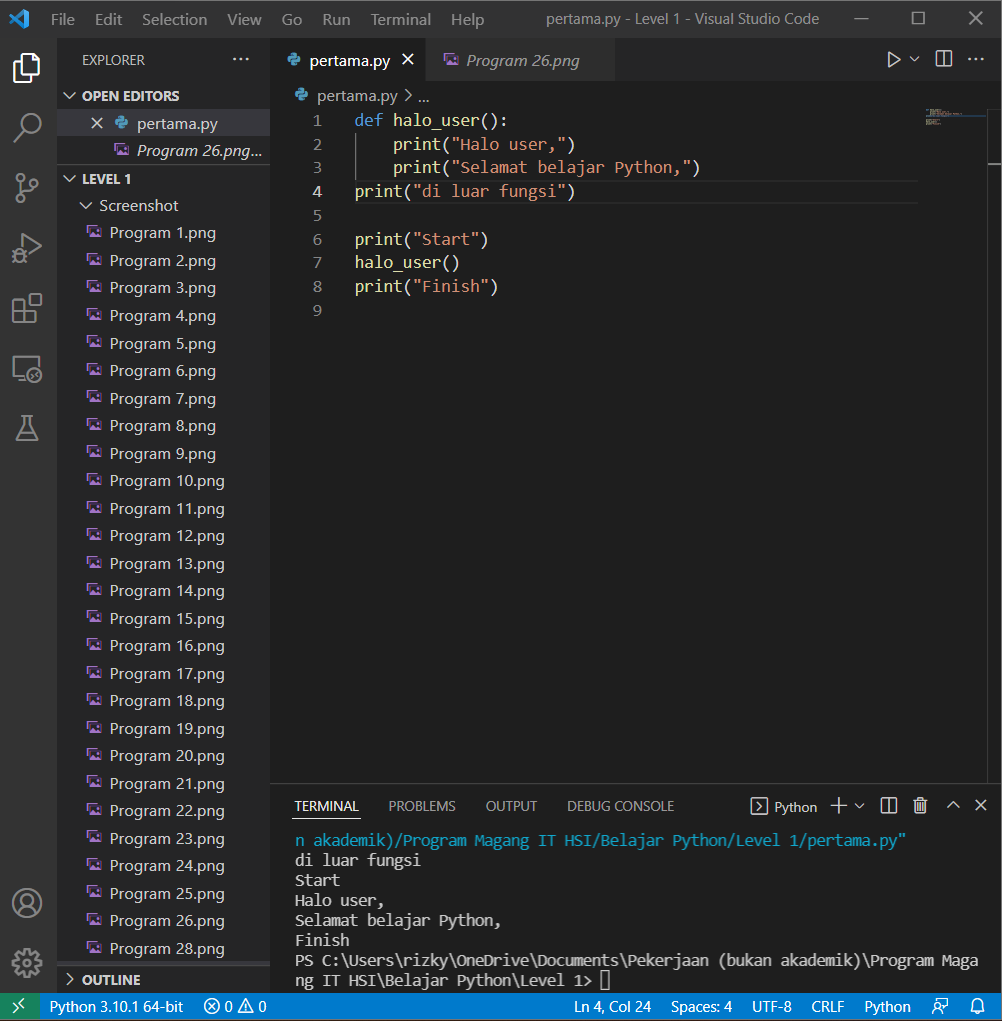 File Edit Selection View Go Run Terminal Help pertama.py - Level 1 - Visual Studio Code
EXPLORER ...
OPEN EDITORS
pertama.py
Program 26.png...
LEVEL 1
Screenshot
Program 1.png
Program 2.png
Program 3.png
Program 4.png
Program 5.png
Program 6.png
Program 7.png
Program 8.png
Program 9.png
Program 10.png
Program 11.png
Program 12.png
Program 13.png
Program 14.png
Program 15.png
Program 16.png
Program 17.png
Program 18.png
Program 19.png
Program 20.png
Program 21.png
Program 22.png
Program 23.png
Program 24.png
Program 25.png
Program 26.png
Program 28.png
OUTLINE
pertama.py Program 26.png
pertama.py > ...
1 def halo_user():
2     print("Halo user,")
3     print("Selamat belajar Python,")
4 print("di luar fungsi")
5
6 print("Start")
7 halo_user()
8 print("Finish")
9
TERMINAL PROBLEMS OUTPUT DEBUG CONSOLE Python
n akademik)/Program Magang IT HSI/Belajar Python/Level 1/pertama.py"
di luar fungsi
Start
Halo user,
Selamat belajar Python,
Finish
PS C:\Users\rizky\OneDrive\Documents\Pekerjaan (bukan akademik)\Program Maga
ng IT HSI\Belajar Python\Level 1>
Python 3.10.1 64-bit 0 0 Ln 4, Col 24 Spaces: 4 UTF-8 CRLF Python